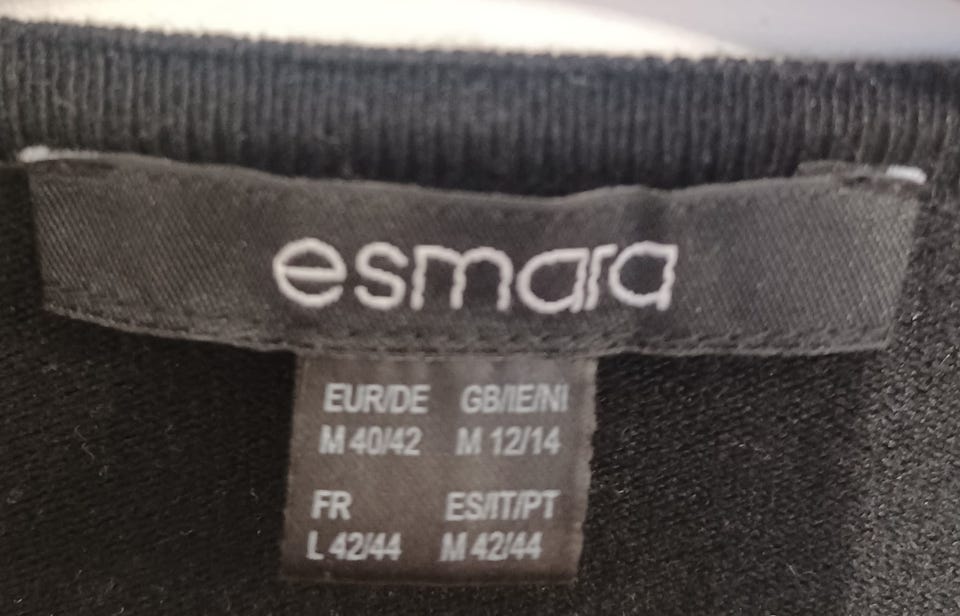 esmara
EUR/DE GB/IE/NI
M 40/42 M 12/14
FR ES/IT/PT
L 42/44 M 42/44